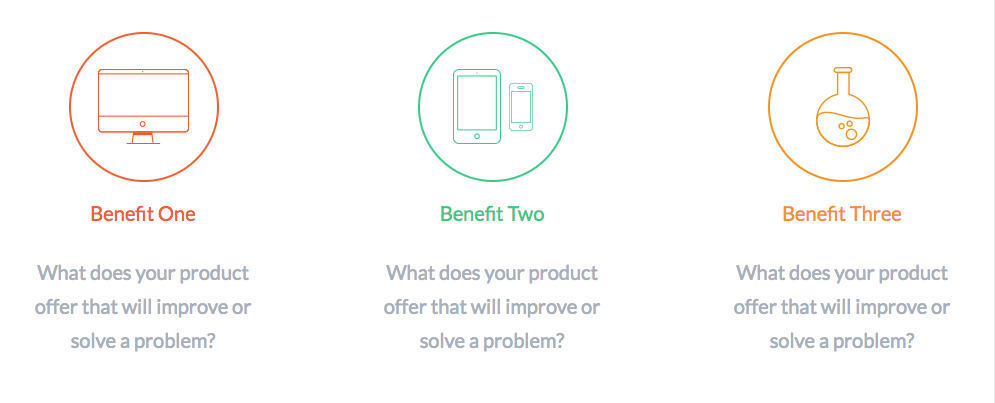 Benefit One
Benefit Two
Benefit Three
What does your product
offer that will improve or
solve a problem?
What does your product
offer that will improve or
solve a problem?
What does your product
offer that will improve or
solve a problem?